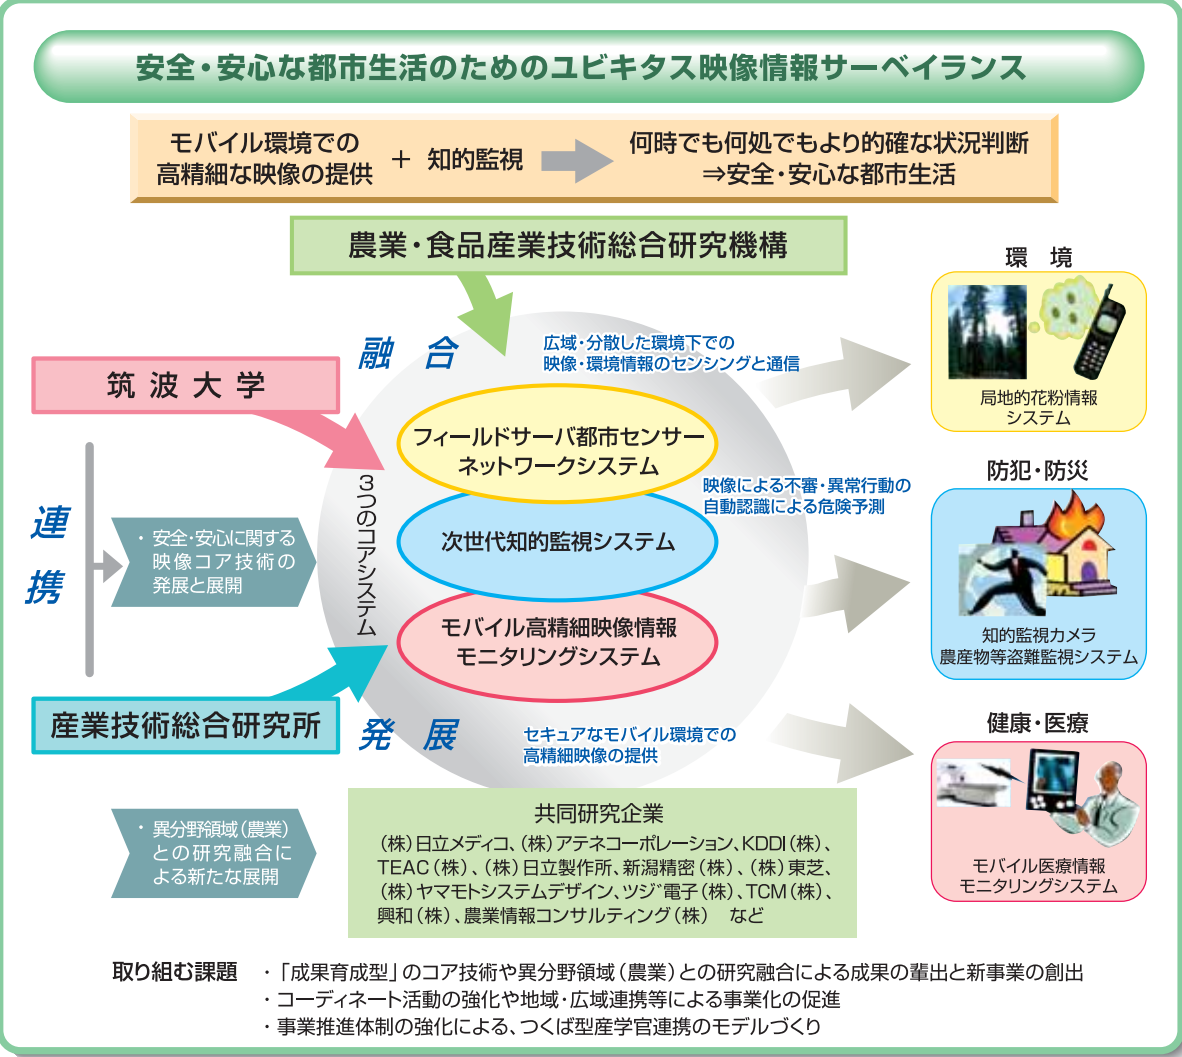 安全・安心な都市生活のためのユビキタス映像情報サーベイランス
モバイル環境での
高精細な映像の提供
＋ 知的監視
何時でも何処でもより的確な状況判断
⇒安全・安心な都市生活
農業・食品産業技術総合研究機構
融 合
広域・分散した環境下での
映像・環境情報のセンシングと通信
筑波大学
連
携
・安全・安心に関する
映像コア技術の
発展と展開
3つのコアシステム
フィールドサーバ都市センサー
ネットワークシステム
映像による不審・異常行動の
自動認識による危険予測
次世代知的監視システム
モバイル高精細映像情報
モニタリングシステム
産業技術総合研究所
発 展
セキュアなモバイル環境での
高精細映像の提供
環 境
局地的花粉情報
システム
防犯・防災
知的監視カメラ
農産物等盗難監視システム
健康・医療
モバイル医療情報
モニタリングシステム
・異分野領域（農業）
との研究融合に
よる新たな展開
共同研究企業
（株）日立メディコ、（株）アテネコーポレーション、KDDI（株）、
TEAC（株）、（株）日立製作所、新潟精密（株）、（株）東芝、
（株）ヤマモトシステムデザイン、ツジ゛電子（株）、TCM（株）、
興和（株）、農業情報コンサルティング（株） など
取り組む課題 ・「成果育成型」のコア技術や異分野領域（農業）との研究融合による成果の輩出と新事業の創出
・コーディネート活動の強化や地域・広域連携等による事業化の促進
・事業推進体制の強化による、つくば型産学官連携のモデルづくり